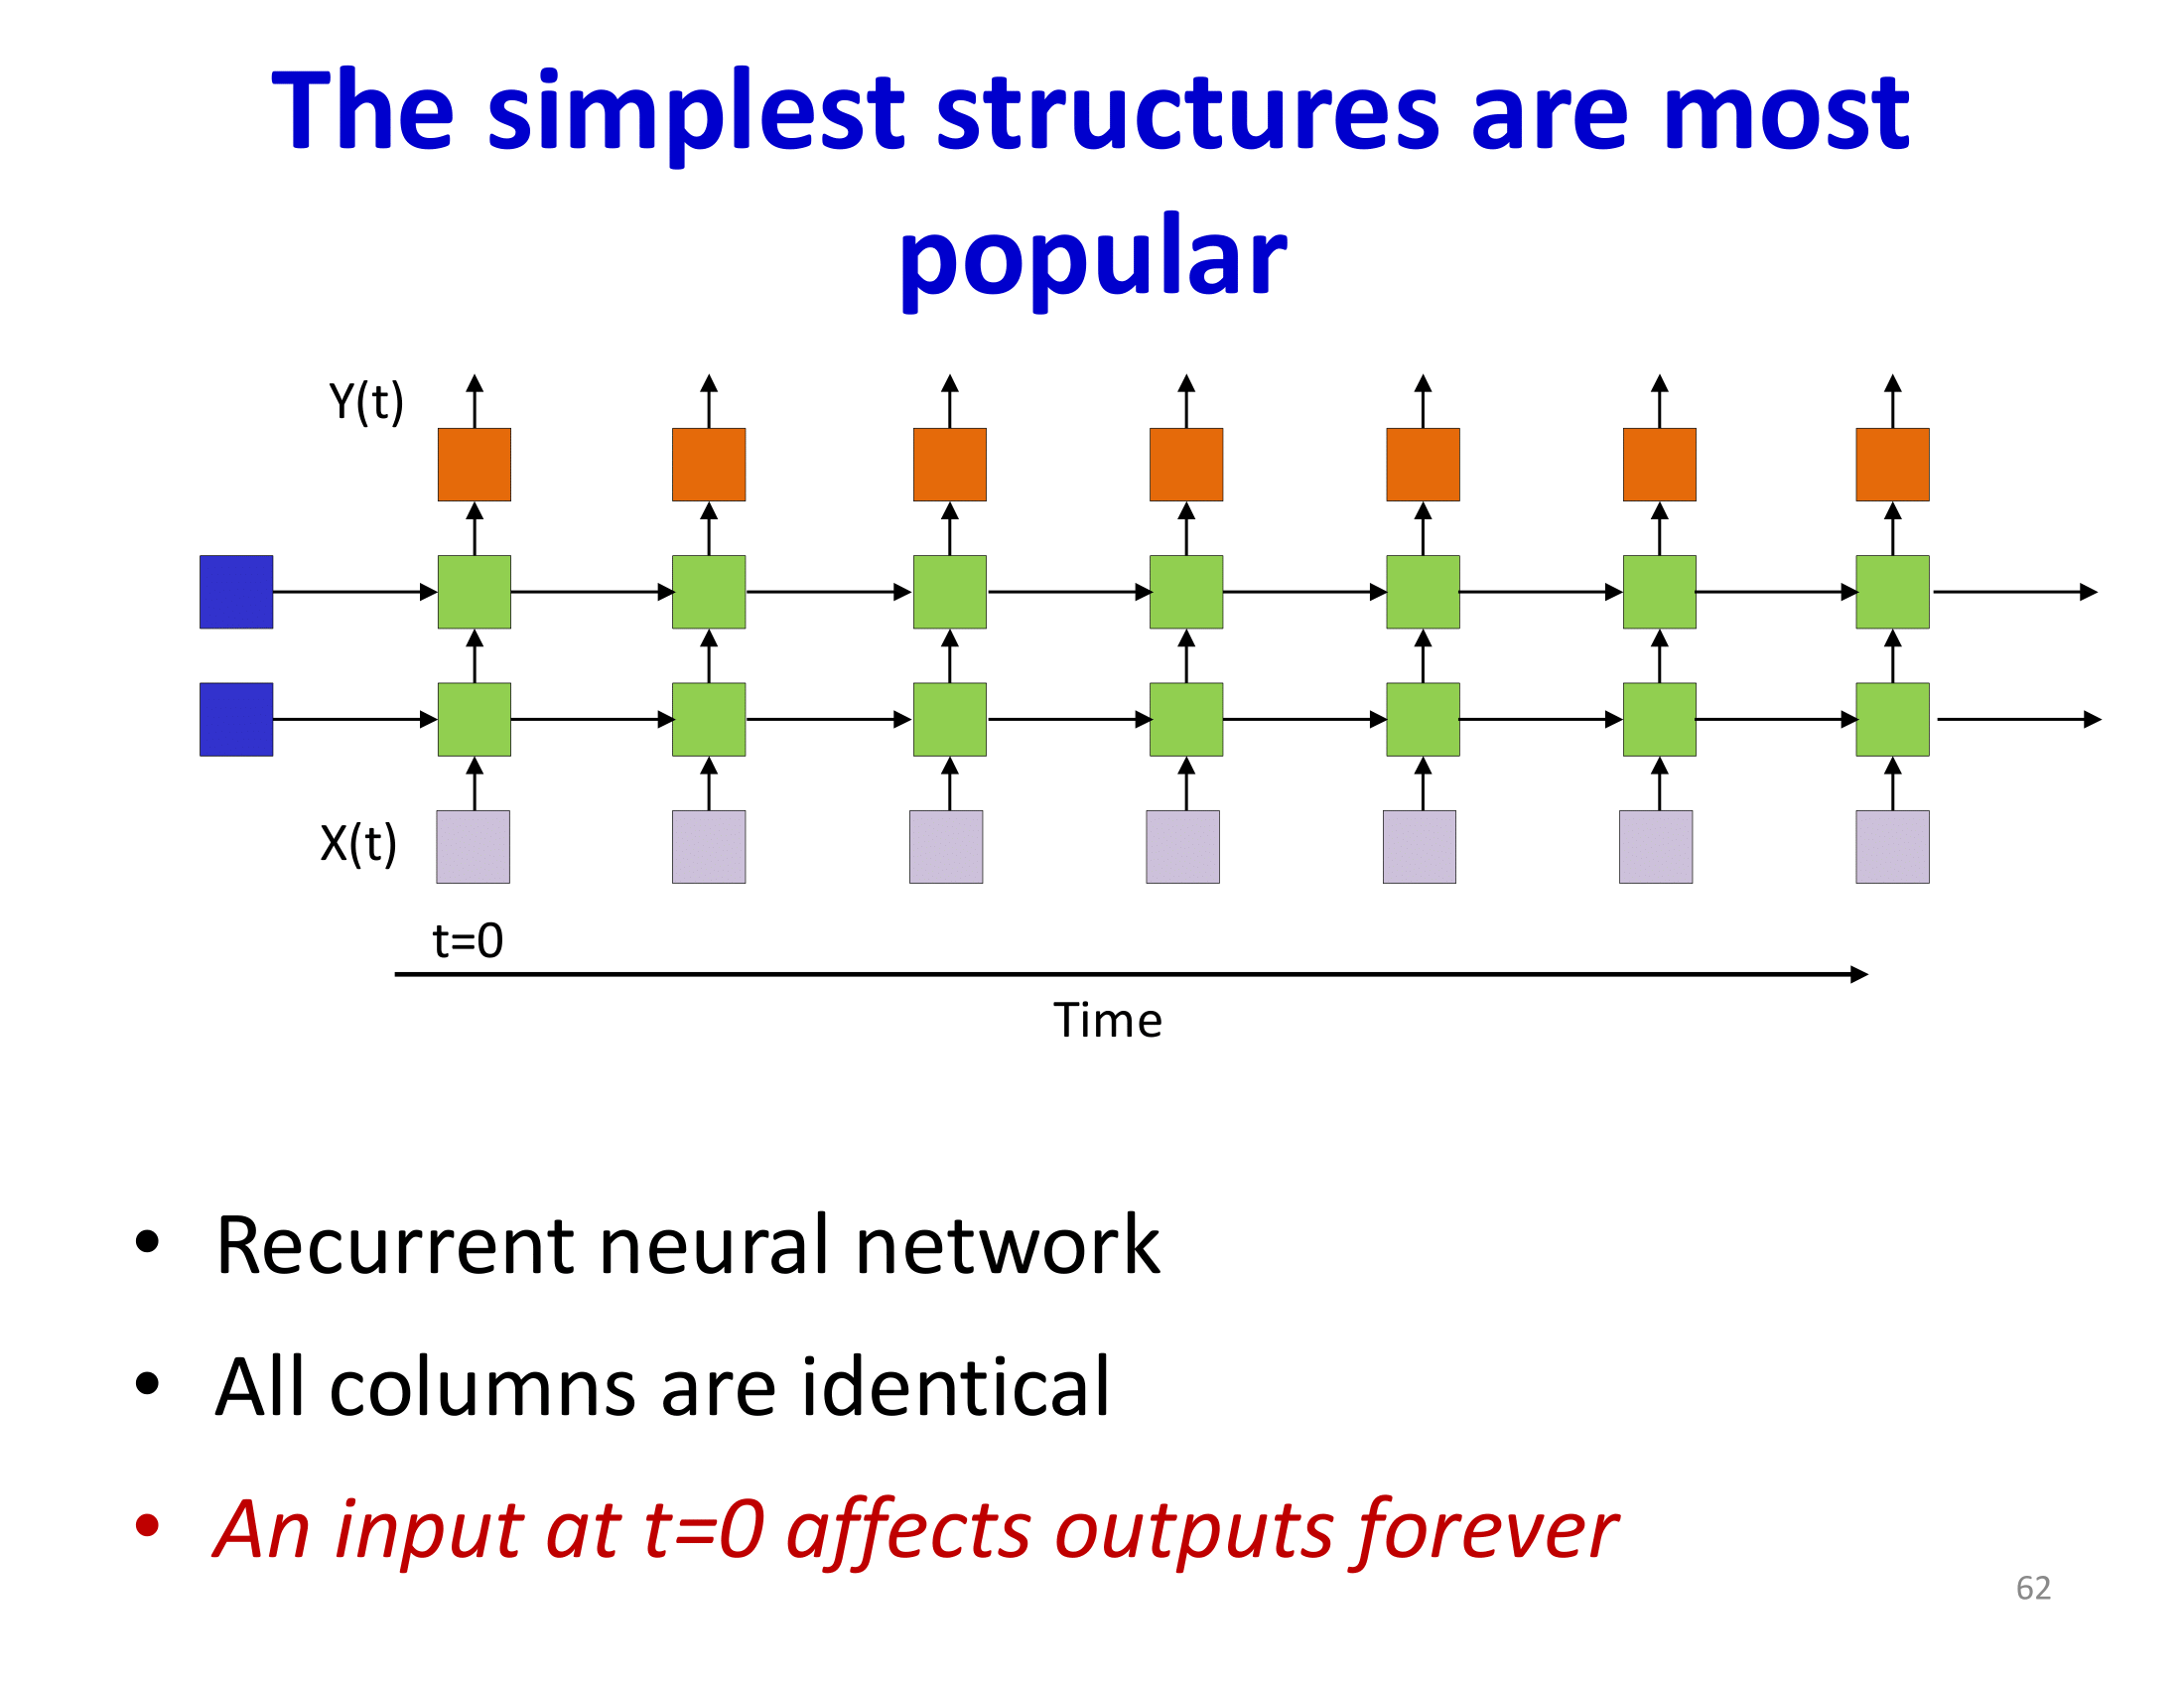 The simplest structures are most
popular
Y(t)
X(t)
t=0
Time
• Recurrent neural network
• All columns are identical
• An input at t=0 affects outputs forever
62